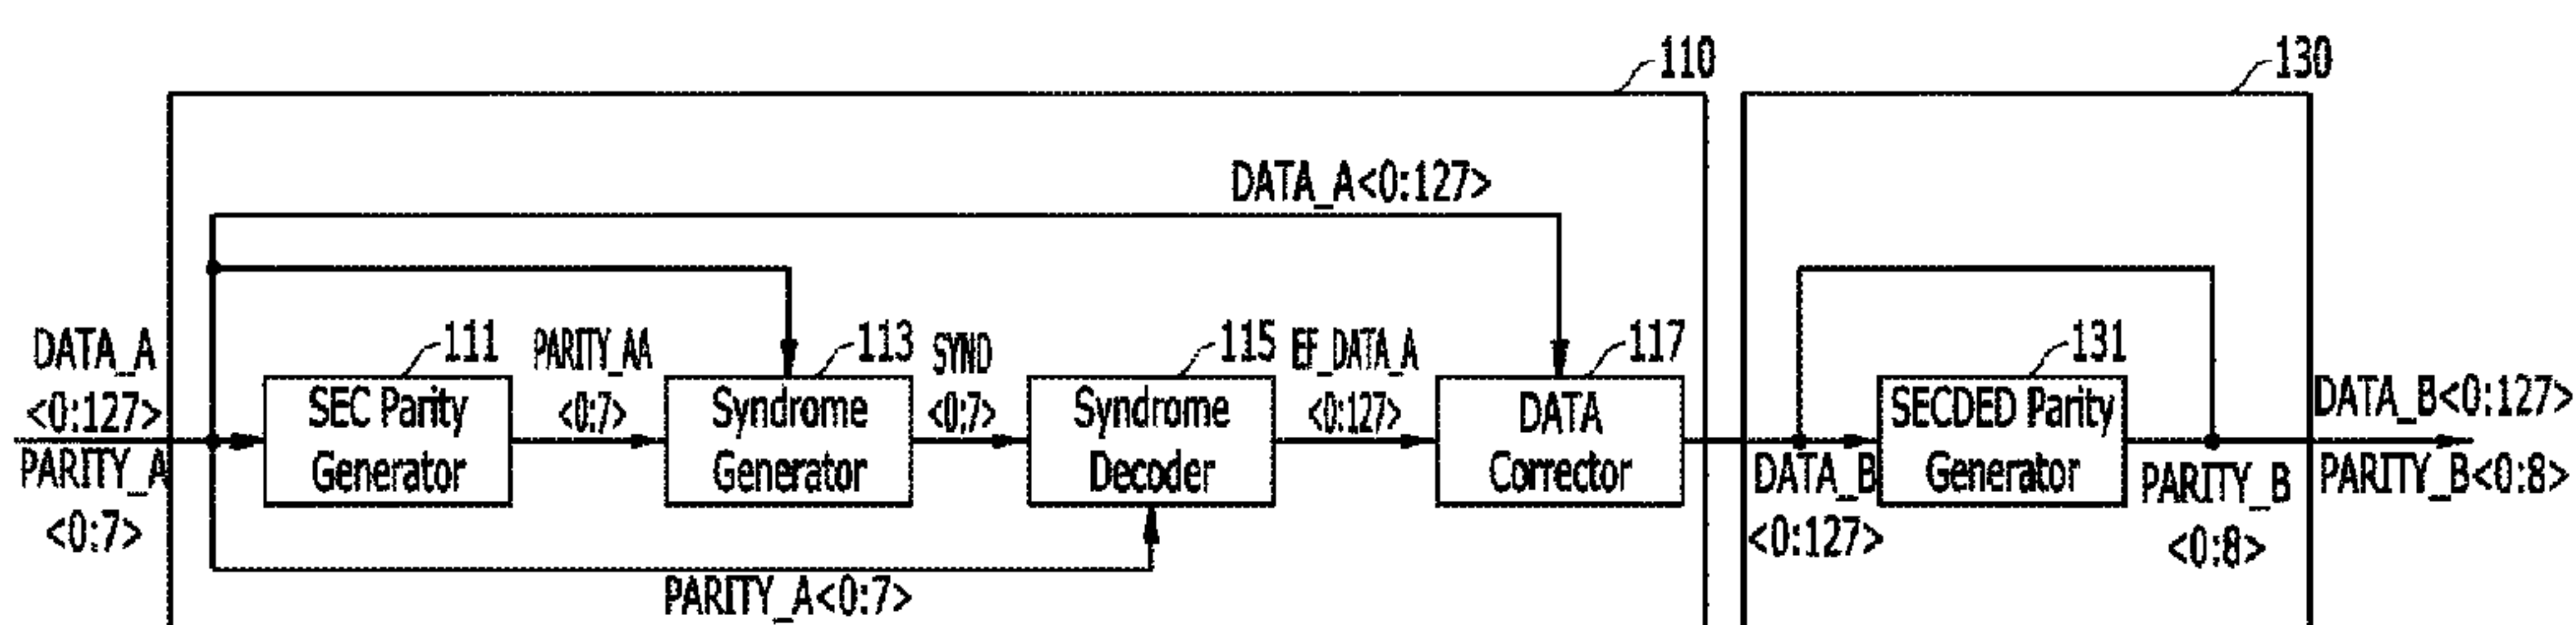 110
130
DATA_A<0:127>
DATA_A
<0:127>
PARITY_A
<0:7>
111
SEC Parity
Generator
PARITY_AA
<0:7>
113
Syndrome
Generator
SYND
<0:7>
115
Syndrome
Decoder
EF_DATA_A
<0:127>
117
DATA
Corrector
DATA_B
<0:127>
131
SECDED Parity
Generator
PARITY_B
<0:8>
DATA_B<0:127>
PARITY_B<0:8>
PARITY_A<0:7>